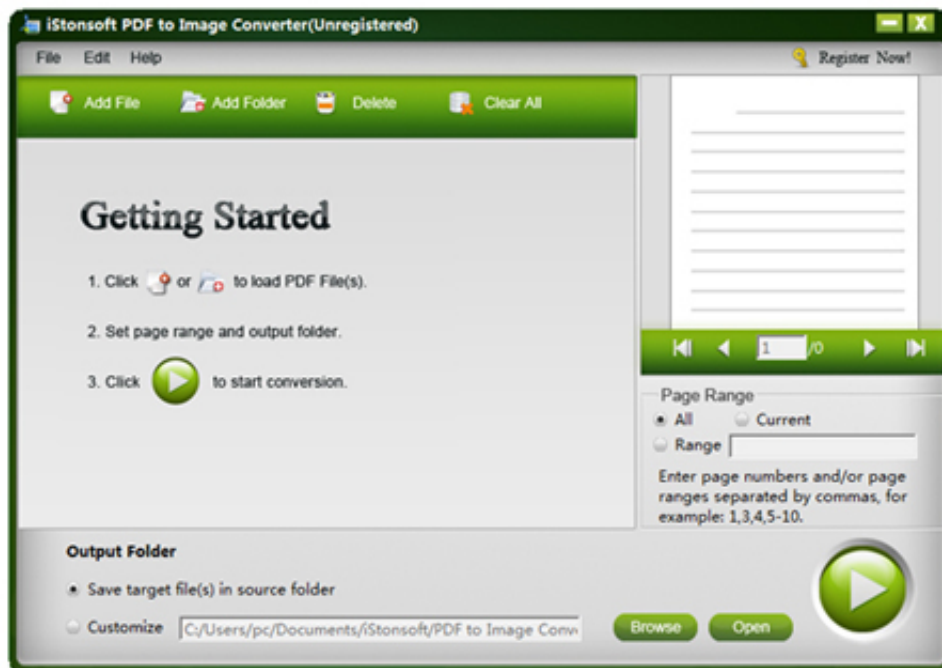 iStonsoft PDF to Image Converter(Unregistered)
File Edit Help
Register Now!
Add File Add Folder Delete Clear All
Getting Started
1. Click or to load PDF File(s).
2. Set page range and output folder.
3. Click to start conversion.
1 /0
Page Range
All Current
Range
Enter page numbers and/or page
ranges separated by commas, for
example: 1,3,4,5-10.
Output Folder
Save target file(s) in source folder
Customize C:/Users/pc/Documents/iStonsoft/PDF to Image Conv
Browse Open